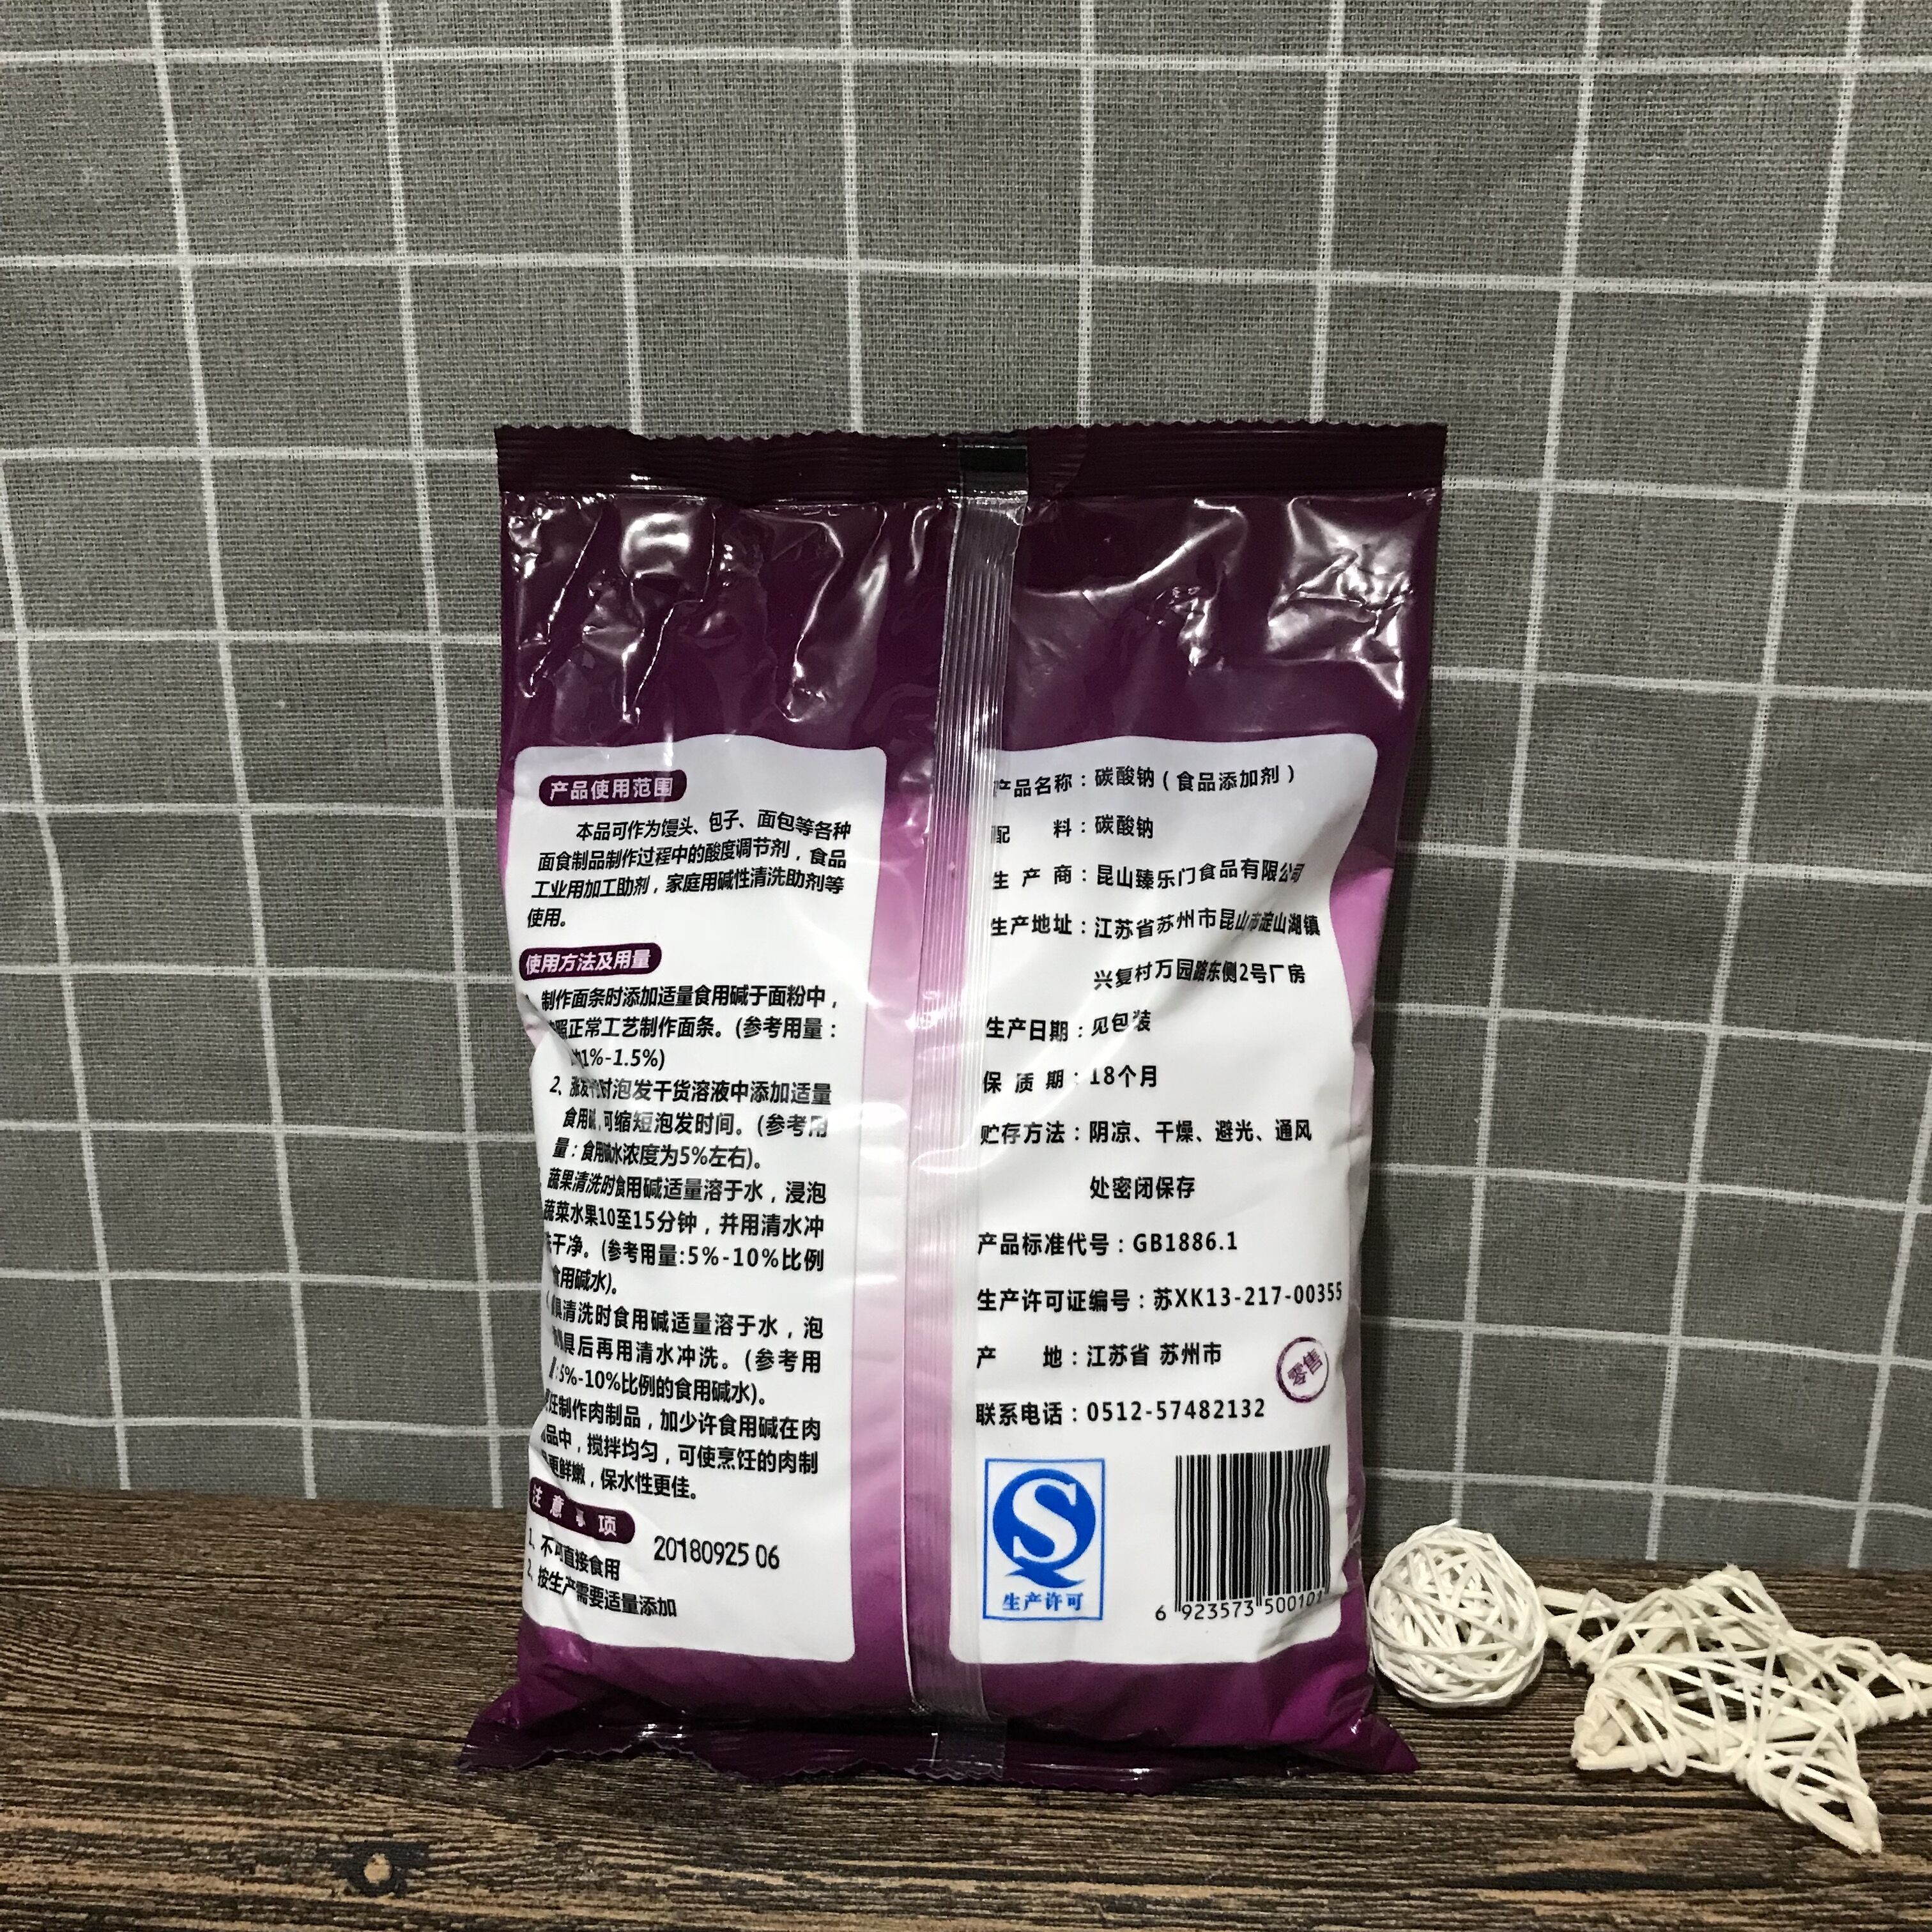 产品使用范围
本品可作为馒头、包子、面包等各种
面食制品制作过程中的酸度调节剂，食品
工业用加工助剂，家庭用碱性清洗助剂等
使用。
使用方法及用量
制作面条时添加适量食用碱于面粉中，
正常工艺制作面条。(参考用量：
1%-1.5%)
2、涨发时泡发干货溶液中添加适量
食用碱,可缩短泡发时间。(参考用
量：食用碱水浓度为5%左右)。
蔬果清洗时食用碱适量溶于水，浸泡
蔬菜水果10至15分钟，并用清水冲
干净。(参考用量:5%-10%比例
食用碱水)。
清洗时食用碱适量溶于水，泡
具后再用清水冲洗。(参考用
:5%-10%比例的食用碱水)。
制作肉制品，加少许食用碱在肉
品中，搅拌均匀，可使烹饪的肉制
更鲜嫩，保水性更佳。
注意事项
1、不可直接食用
20180925 06
2、按生产需要适量添加
产品名称：碳酸钠（食品添加剂）
配料：碳酸钠
生产商：昆山臻乐门食品有限公司
生产地址：江苏省苏州市昆山市淀山湖镇
兴复村万园路东侧2号厂房
生产日期：见包装
保质期：18个月
贮存方法：阴凉、干燥、避光、通风
处密闭保存
产品标准代号：GB1886.1
生产许可证编号：苏XK13-217-00355
产地：江苏省 苏州市
零售
联系电话：0512-57482132
生产许可
6 923573 500101